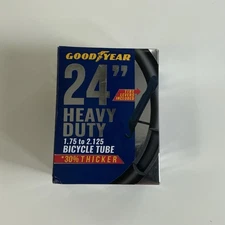 GOODYEAR
24"
HEAVY
DUTY
1.75 to 2.125
BICYCLE TUBE
*30% THICKER